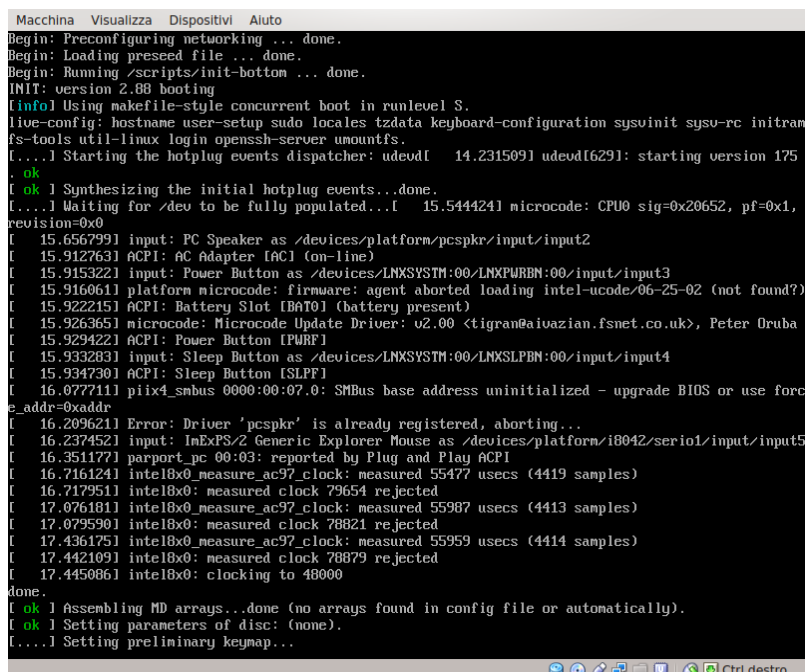 Macchina Visualizza Dispositivi Aiuto
Begin: Preconfiguring networking ... done.
Begin: Loading preseed file ... done.
Begin: Running /scripts/init-bottom ... done.
INIT: version 2.88 booting
[info] Using makefile-style concurrent boot in runlevel S.
live-config: hostname user-setup sudo locales tzdata keyboard-configuration sysvinit sysv-rc initram
fs-tools util-linux login openssh-server umountfs.
[....] Starting the hotplug events dispatcher: udevd[   14.231509] udevd[629]: starting version 175
. ok
[ ok ] Synthesizing the initial hotplug events...done.
[....] Waiting for /dev to be fully populated...[   15.544424] microcode: CPU0 sig=0x20652, pf=0x1,
revision=0x0
[   15.656799] input: PC Speaker as /devices/platform/pcspkr/input/input2
[   15.912763] ACPI: AC Adapter [AC] (on-line)
[   15.915322] input: Power Button as /devices/LNXSYSTM:00/LNXPWRBN:00/input/input3
[   15.916061] platform microcode: firmware: agent aborted loading intel-ucode/06-25-02 (not found?)
[   15.922215] ACPI: Battery Slot [BAT0] (battery present)
[   15.926365] microcode: Microcode Update Driver: v2.00 <tigran@aivazian.fsnet.co.uk>, Peter Oruba
[   15.929422] ACPI: Power Button [PWRF]
[   15.933283] input: Sleep Button as /devices/LNXSYSTM:00/LNXSLPBN:00/input/input4
[   15.934730] ACPI: Sleep Button [SLPF]
[   16.077711] piix4_smbus 0000:00:07.0: SMBus base address uninitialized - upgrade BIOS or use forc
e_addr=0xaddr
[   16.209621] Error: Driver 'pcspkr' is already registered, aborting...
[   16.237452] input: ImExPS/2 Generic Explorer Mouse as /devices/platform/i8042/serio1/input/input5
[   16.351177] parport_pc 00:03: reported by Plug and Play ACPI
[   16.716124] intel8x0_measure_ac97_clock: measured 55477 usecs (4419 samples)
[   16.717951] intel8x0: measured clock 79654 rejected
[   17.076181] intel8x0_measure_ac97_clock: measured 55987 usecs (4413 samples)
[   17.079590] intel8x0: measured clock 78821 rejected
[   17.436175] intel8x0_measure_ac97_clock: measured 55959 usecs (4414 samples)
[   17.442109] intel8x0: measured clock 78879 rejected
[   17.445086] intel8x0: clocking to 48000
done.
[ ok ] Assembling MD arrays...done (no arrays found in config file or automatically).
[ ok ] Setting parameters of disc: (none).
[....] Setting preliminary keymap...
Ctrl destro